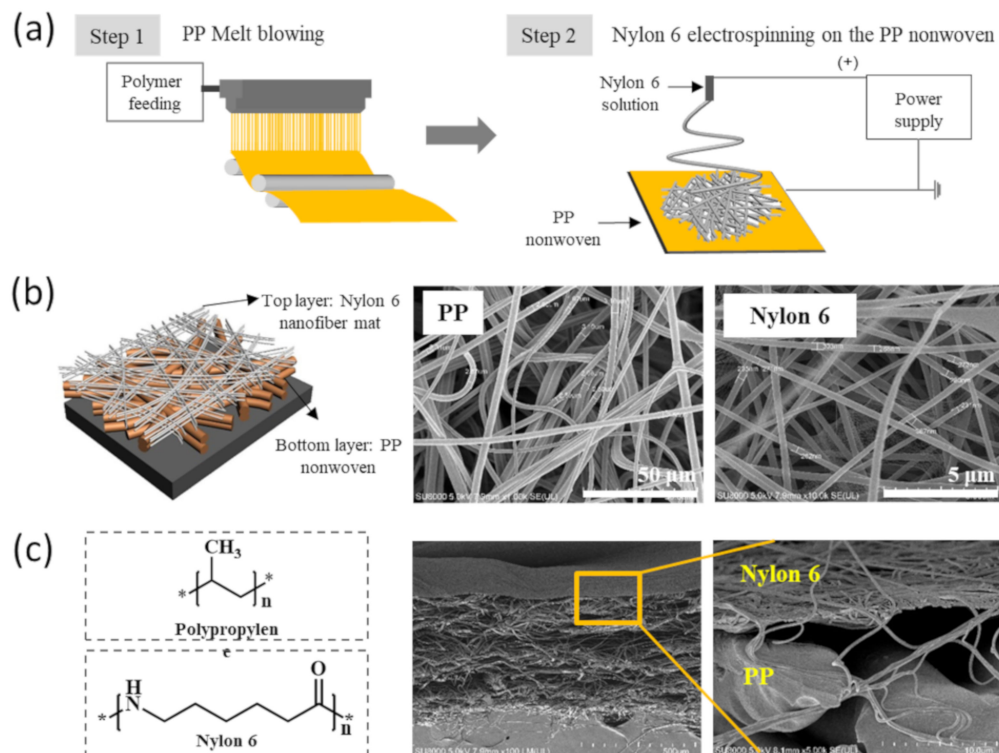 (a)
Step 1
PP Melt blowing
Polymer
feeding
Step 2
Nylon 6 electrospinning on the PP nonwoven
(+)
Nylon 6
solution
Power
supply
PP
nonwoven
(b)
Top layer: Nylon 6
nanofiber mat
Bottom layer: PP
nonwoven
PP
50 μm
Nylon 6
5 μm
(c)
CH3
*
*
n
Polypropylen
e
H
N
O
*
*
n
Nylon 6
Nylon 6
PP